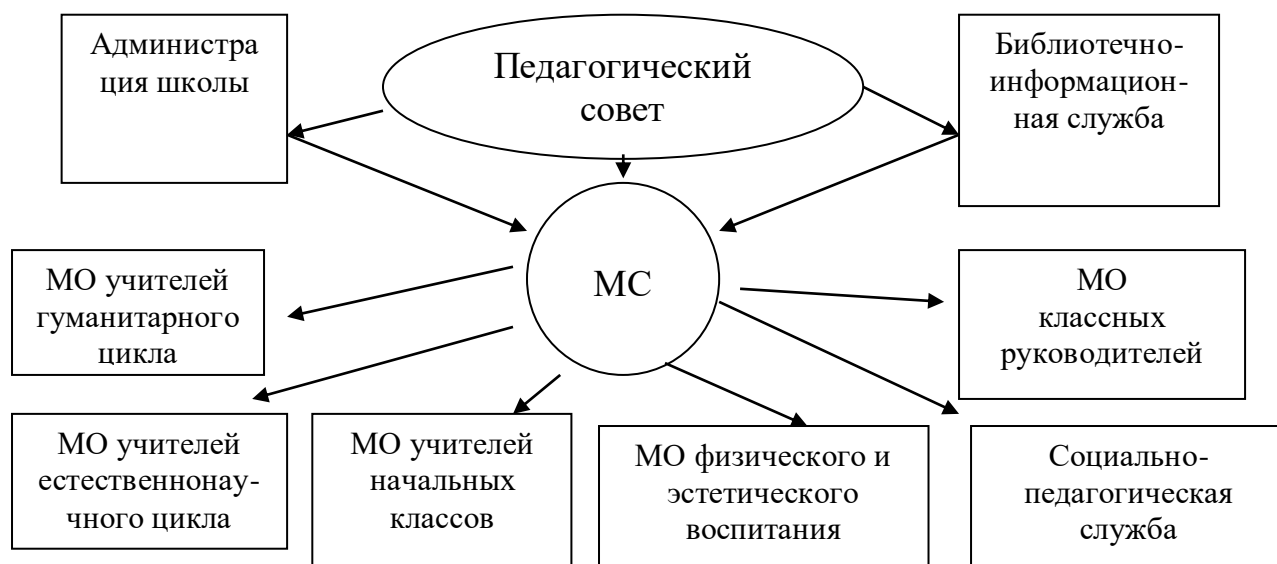 Администра
ция школы
Педагогический
совет
Библиотечно-
информацион-
ная служба
МС
МО учителей
гуманитарного
цикла
МО
классных
руководителей
МО учителей
естественнонау-
чного цикла
МО учителей
начальных
классов
МО физического и
эстетического
воспитания
Социально-
педагогическая
служба